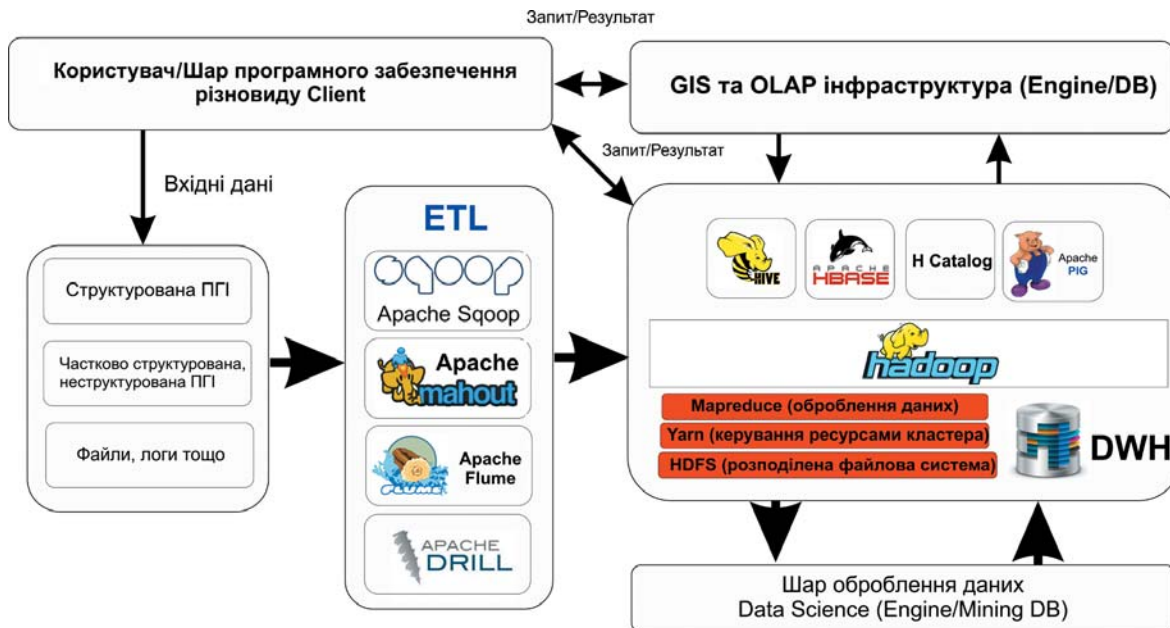 Запит/Результат
Користувач/Шар програмного забезпечення
різновиду Client
GIS та OLAP інфраструктура (Engine/DB)
Запит/Результат
Вхідні дані
Структурована ПГІ
Частково структурована,
неструктурована ПГІ
Файли, логи тощо
ETL
sqoop
Apache Sqoop
Apache
mahout
FLUME
Apache
Flume
APACHE
DRILL
HIVE
APACHE
HBASE
H Catalog
Apache
PIG
hadoop
Mapreduce (оброблення даних)
Yarn (керування ресурсами кластера)
HDFS (розподілена файлова система)
DWH
Шар оброблення даних
Data Science (Engine/Mining DB)